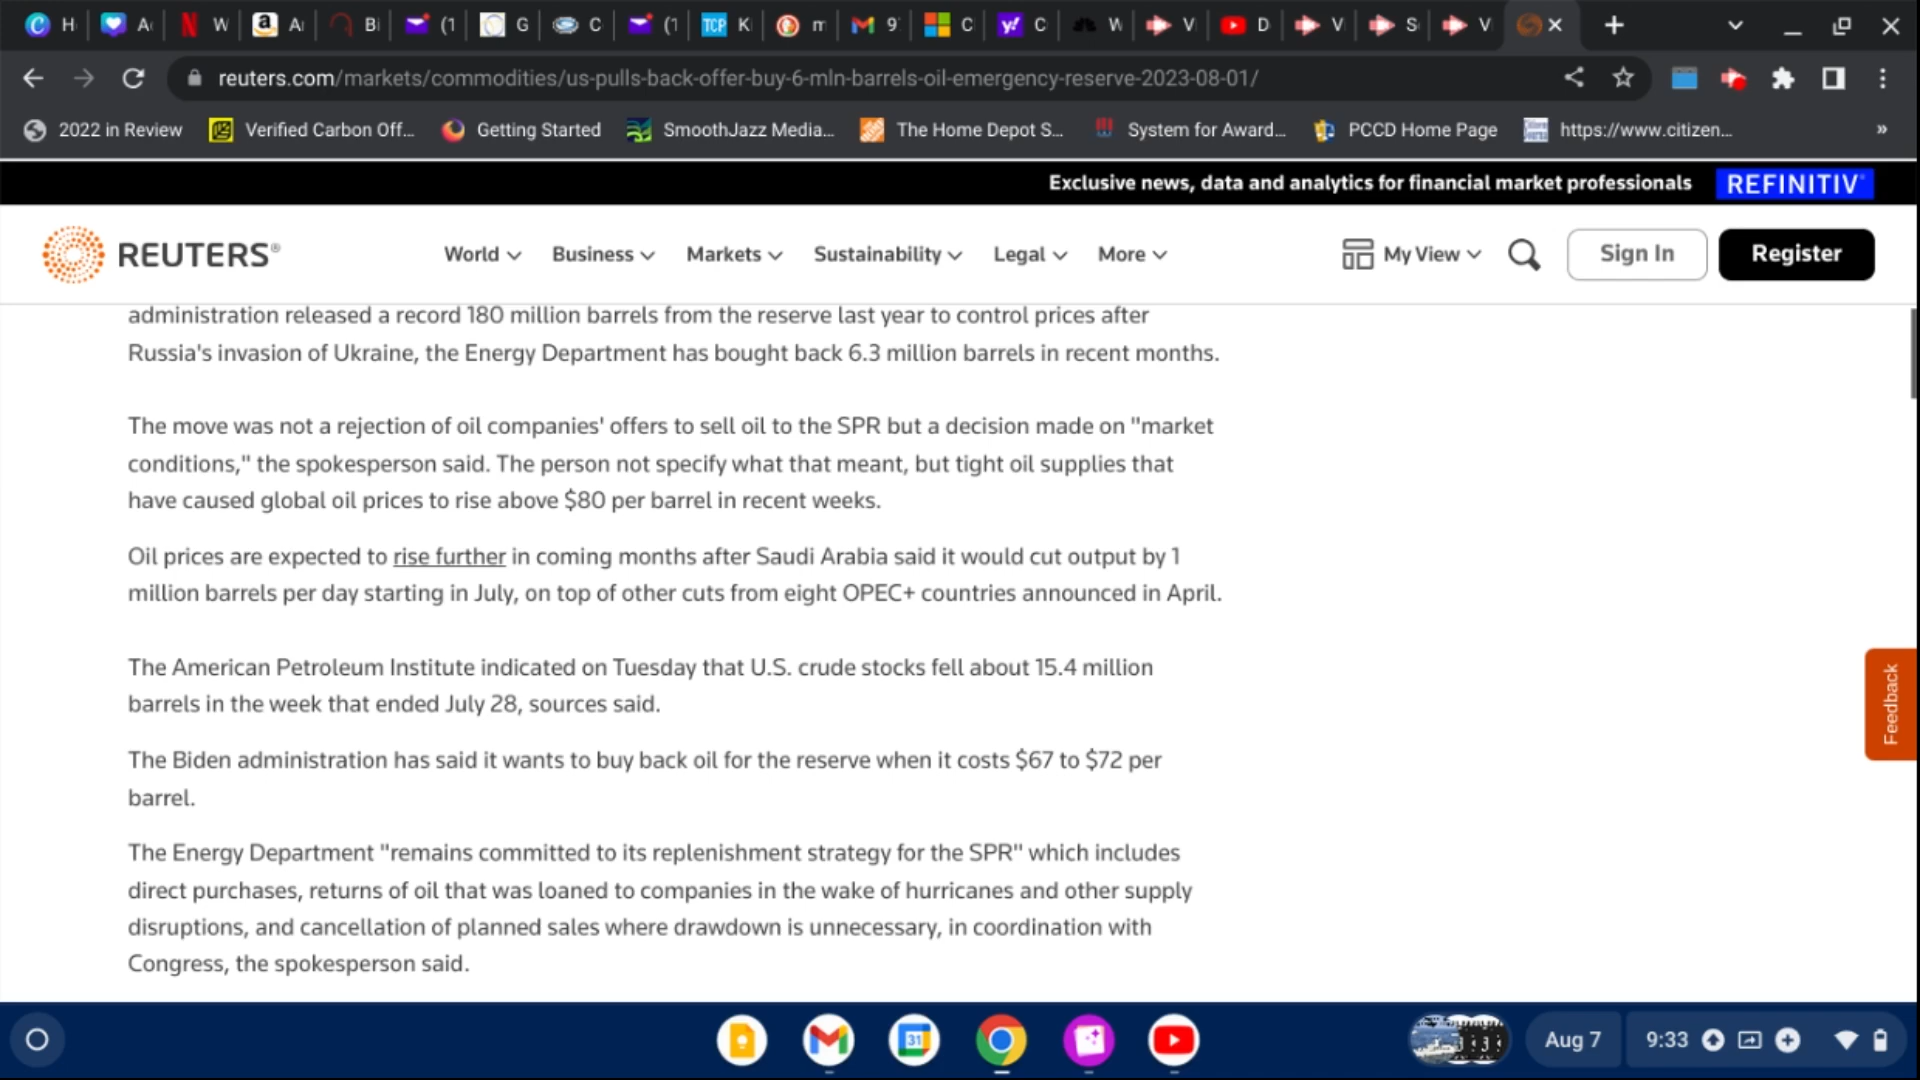 H
A
W
A
Bi
(1
G
C
(1
TCP
K
m
9
C
y!
C
W
V
D
V
S
V
reuters.com/markets/commodities/us-pulls-back-offer-buy-6-mln-barrels-oil-emergency-reserve-2023-08-01/
2022 in Review
Verified Carbon Off...
Getting Started
SmoothJazz Media...
The Home Depot S...
System for Award...
PCCD Home Page
https://www.citizen...
»
Exclusive news, data and analytics for financial market professionals
REFINITIV
REUTERS®
World
Business
Markets
Sustainability
Legal
More
My View
Sign In
Register
administration released a record 180 million barrels from the reserve last year to control prices after
Russia's invasion of Ukraine, the Energy Department has bought back 6.3 million barrels in recent months.
The move was not a rejection of oil companies' offers to sell oil to the SPR but a decision made on "market
conditions," the spokesperson said. The person not specify what that meant, but tight oil supplies that
have caused global oil prices to rise above $80 per barrel in recent weeks.
Oil prices are expected to rise further in coming months after Saudi Arabia said it would cut output by 1
million barrels per day starting in July, on top of other cuts from eight OPEC+ countries announced in April.
The American Petroleum Institute indicated on Tuesday that U.S. crude stocks fell about 15.4 million
barrels in the week that ended July 28, sources said.
The Biden administration has said it wants to buy back oil for the reserve when it costs $67 to $72 per
barrel.
The Energy Department "remains committed to its replenishment strategy for the SPR" which includes
direct purchases, returns of oil that was loaned to companies in the wake of hurricanes and other supply
disruptions, and cancellation of planned sales where drawdown is unnecessary, in coordination with
Congress, the spokesperson said.
Feedback
31
Aug 7
9:33